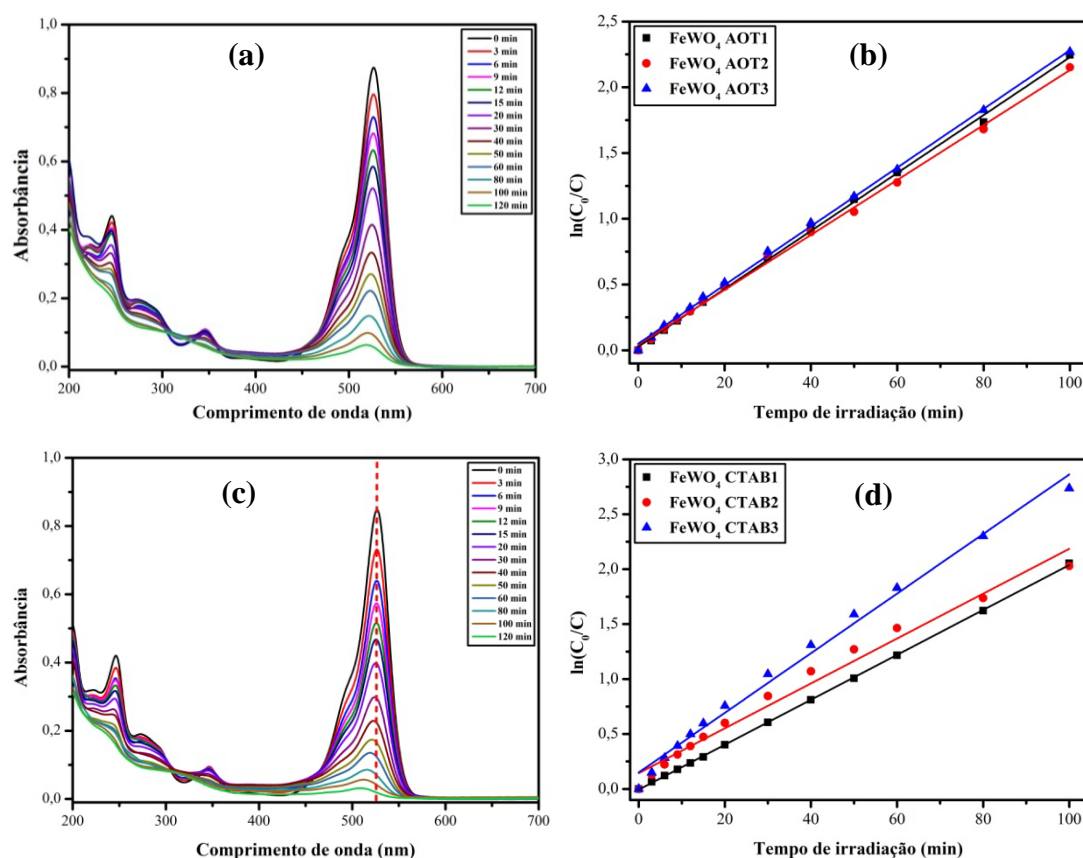 (a)
1,0
0,8
0,6
0,4
0,2
0,0
200 300 400 500 600 700
Absorbância
Comprimento de onda (nm)
0 min
3 min
6 min
9 min
12 min
15 min
20 min
30 min
40 min
50 min
60 min
80 min
100 min
120 min
(b)
2,5
2,0
1,5
1,0
0,5
0,0
0 20 40 60 80 100
ln(C₀/C)
Tempo de irradiação (min)
FeWO₄ AOT1
FeWO₄ AOT2
FeWO₄ AOT3
(c)
1,0
0,8
0,6
0,4
0,2
0,0
200 300 400 500 600 700
Absorbância
Comprimento de onda (nm)
0 min
3 min
6 min
9 min
12 min
15 min
20 min
30 min
40 min
50 min
60 min
80 min
100 min
120 min
(d)
3,0
2,5
2,0
1,5
1,0
0,5
0,0
0 20 40 60 80 100
ln(C₀/C)
Tempo de irradiação (min)
FeWO₄ CTAB1
FeWO₄ CTAB2
FeWO₄ CTAB3